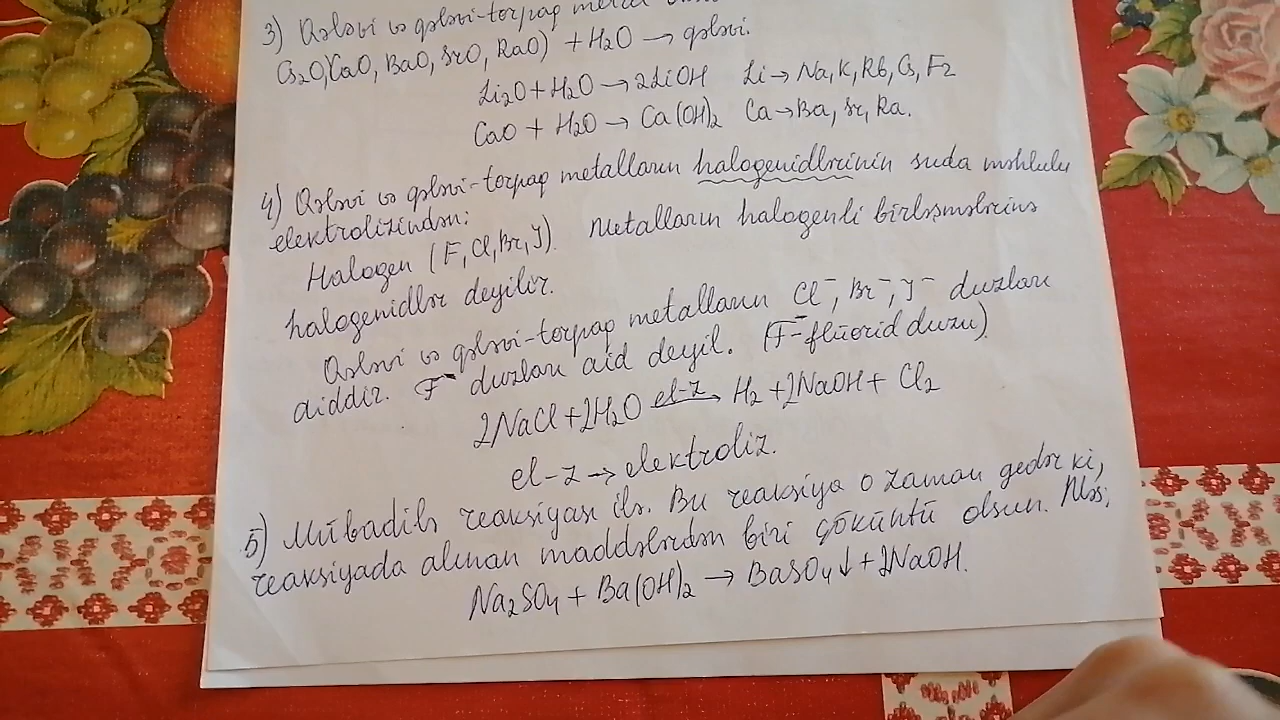 3) Qələvi və qələvi-torpaq
Cs₂O, CaO, BaO, SrO, RaO) + H₂O → qələvi.
Li₂O + H₂O → 2LiOH Li → Na, K, Rb, Cs, Fz
CaO + H₂O → Ca(OH)₂ Ca → Ba, Sr, Ra.
4) Qələvi və qələvi-torpaq metalların halogenidlərinin suda məhlulu
elektrolizindən:
Halogen (F, Cl, Br, J). Metalların halogenli birləşmələrinə
halogenidlər deyilir.
Qələvi və qələvi-torpaq metalların Cl⁻, Br⁻, J⁻ duzları
aiddir. F⁻ duzları aid deyil. (F⁻-flüorid duzu)
2NaCl + 2H₂O el-z → H₂ + 2NaOH + Cl₂
el-z → elektroliz.
5) Mübadilə reaksiyası ilə. Bu reaksiya o zaman gedər ki,
reaksiyada alınan maddələrdən biri çöküntü olsun. Məs;
Na₂SO₄ + Ba(OH)₂ → BaSO₄↓ + 2NaOH.